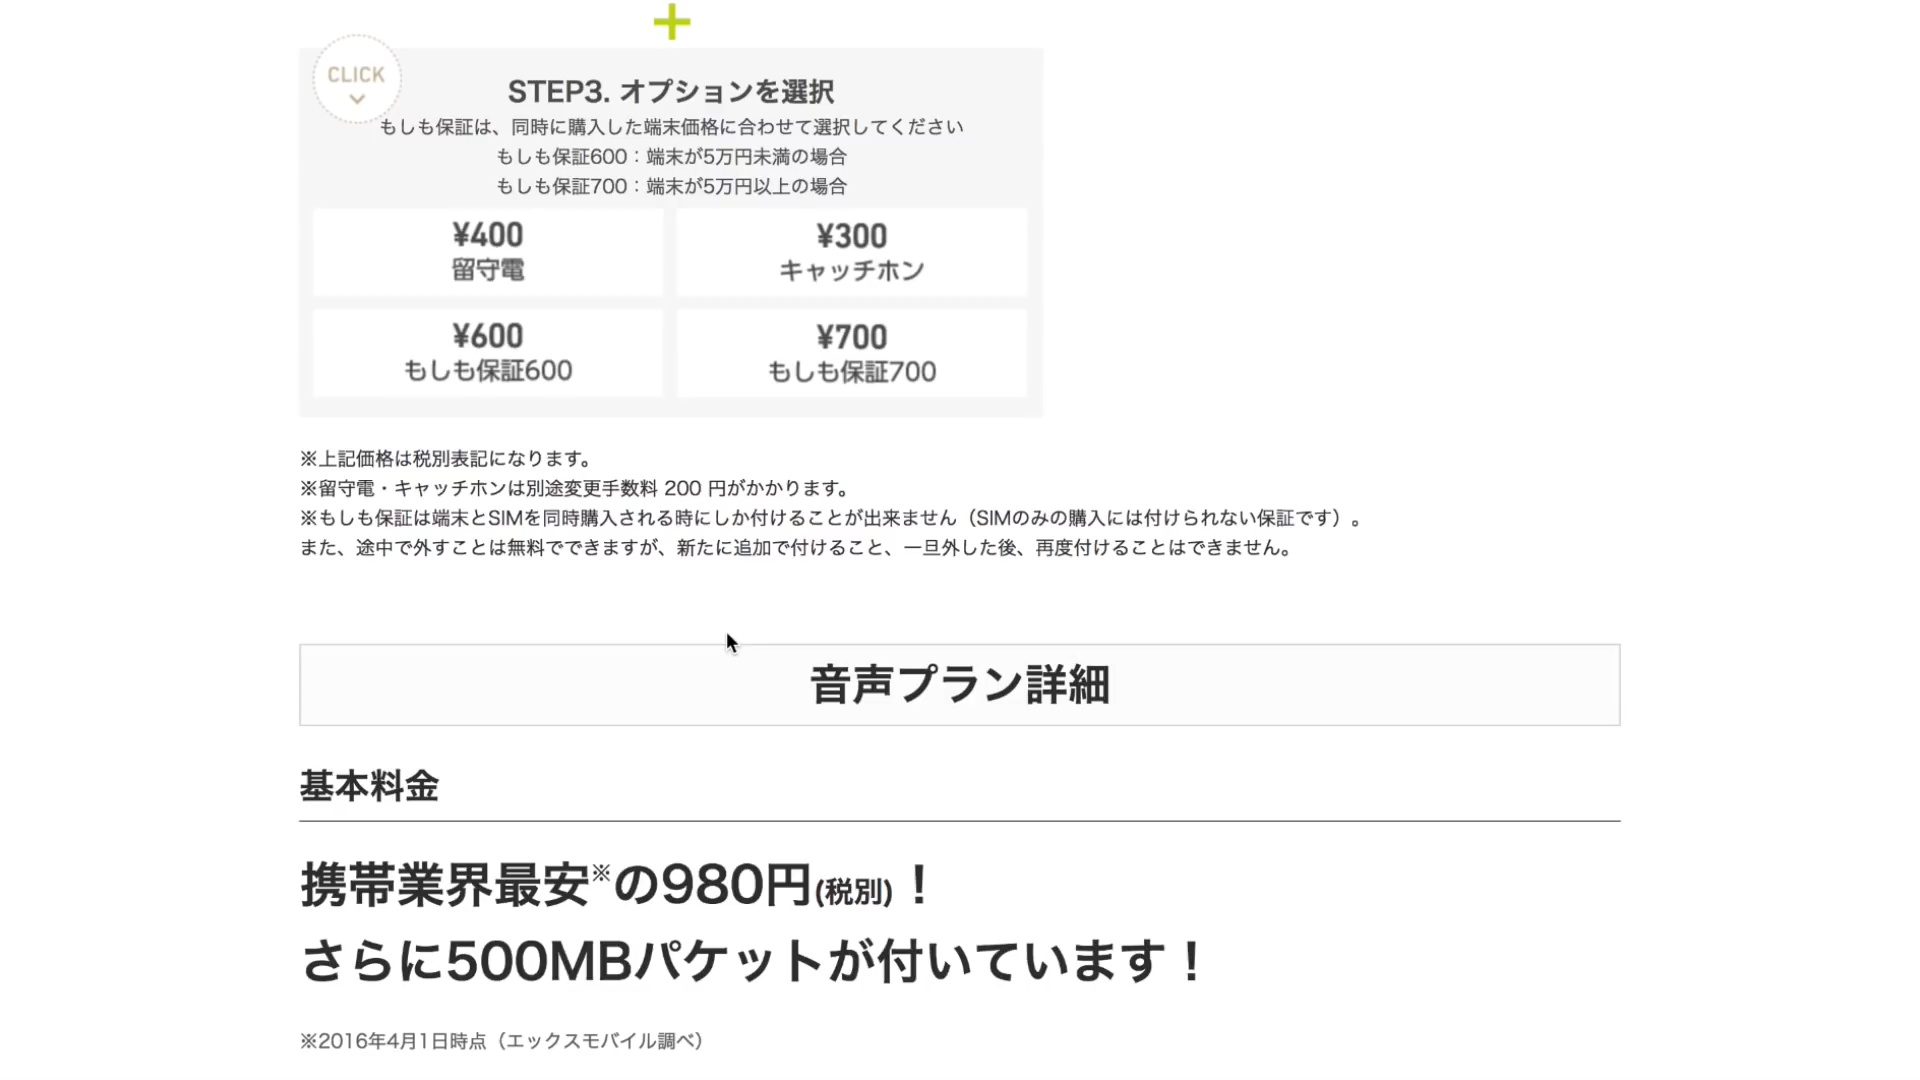 CLICK
STEP3. オプションを選択
もしも保証は、同時に購入した端末価格に合わせて選択してください
もしも保証600：端末が5万円未満の場合
もしも保証700：端末が5万円以上の場合
¥400
留守電
¥300
キャッチホン
¥600
もしも保証600
¥700
もしも保証700
※上記価格は税別表記になります。
※留守電・キャッチホンは別途変更手数料 200 円がかかります。
※もしも保証は端末とSIMを同時購入される時にしか付けることが出来ません（SIMのみの購入には付けられない保証です）。
また、途中で外すことは無料でできますが、新たに追加で付けること、一旦外した後、再度付けることはできません。
音声プラン詳細
基本料金
携帯業界最安※の980円(税別)！
さらに500MBパケットが付いています！
※2016年4月1日時点（エックスモバイル調べ）